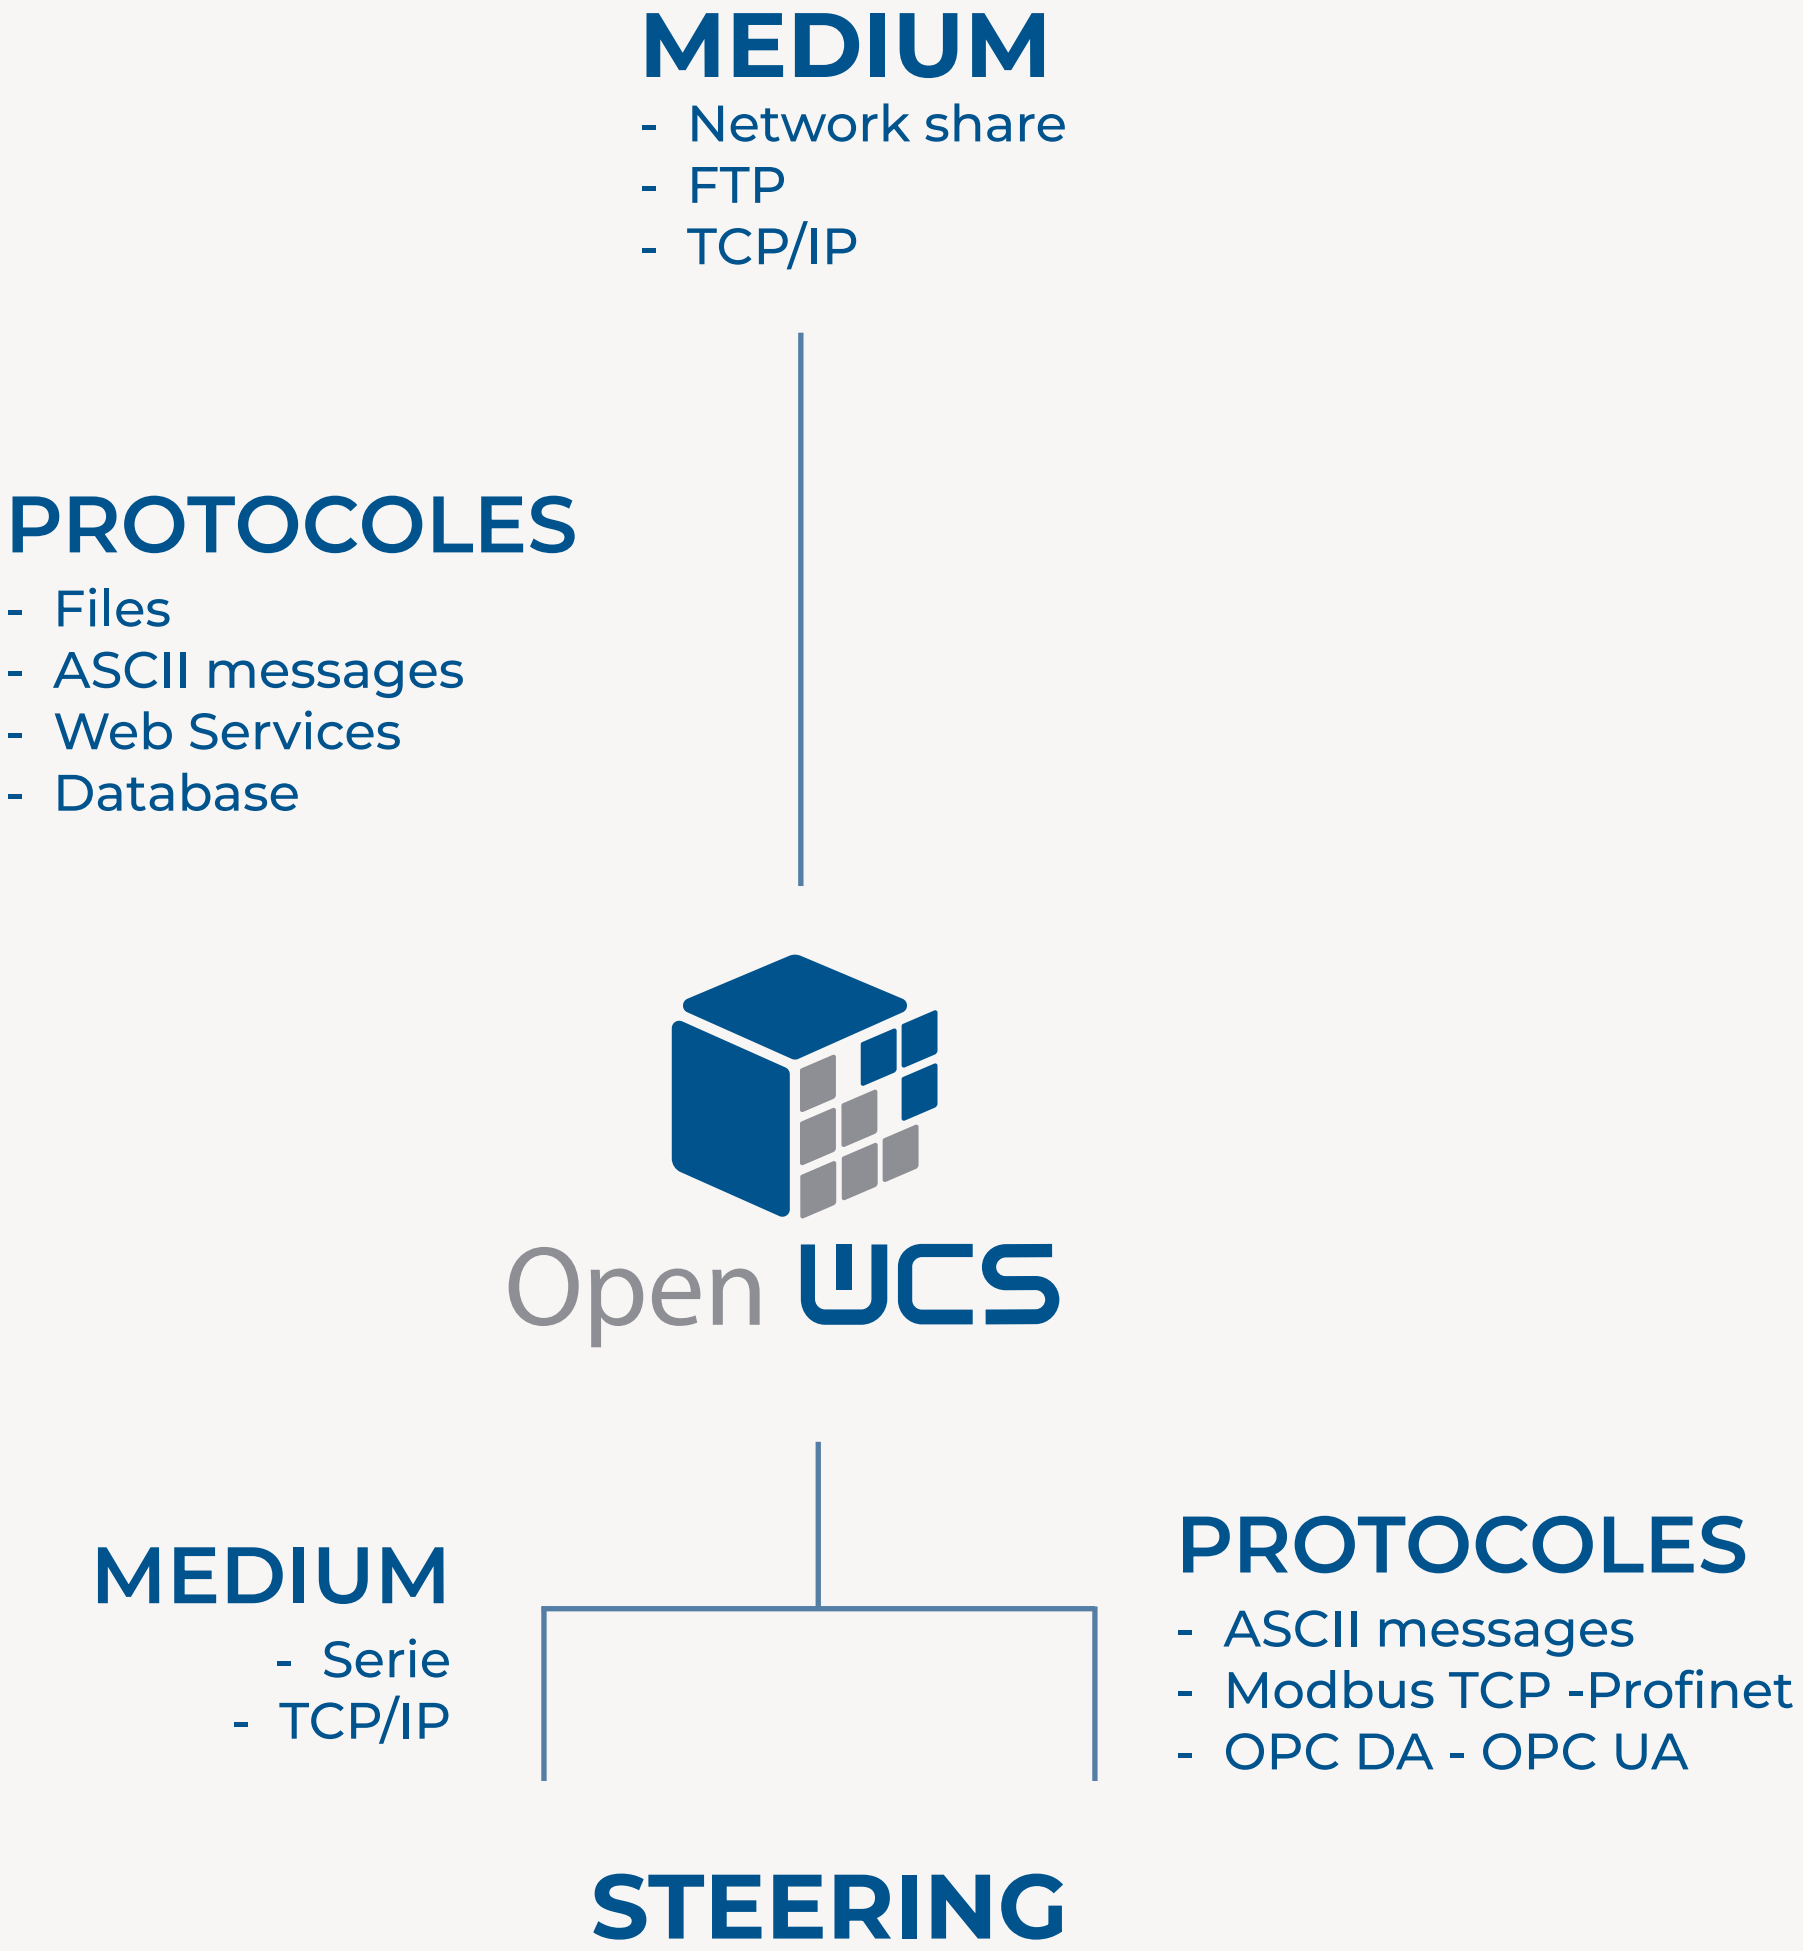 MEDIUM
- Network share
- FTP
- TCP/IP
PROTOCOLES
- Files
- ASCII messages
- Web Services
- Database
Open WCS
MEDIUM
- Serie
- TCP/IP
PROTOCOLES
- ASCII messages
- Modbus TCP -Profinet
- OPC DA - OPC UA
STEERING